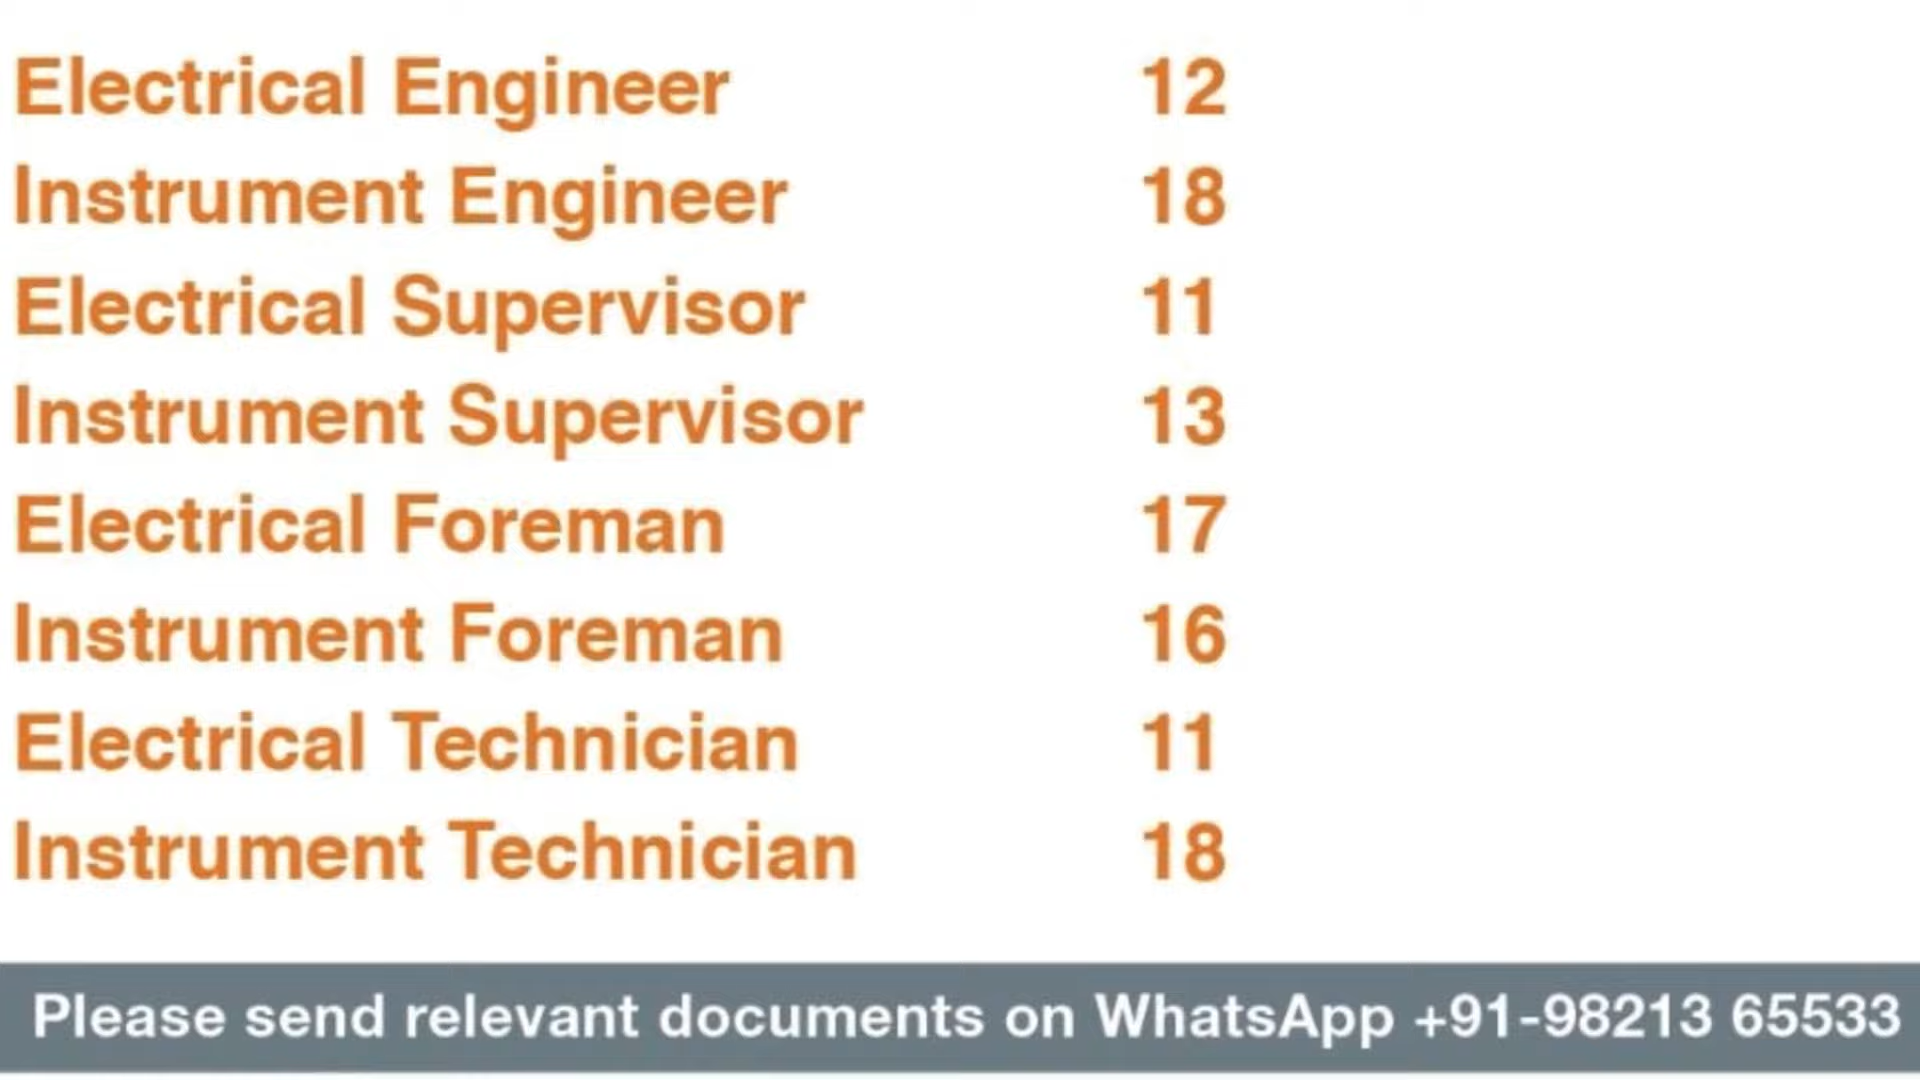 Electrical Engineer 12
Instrument Engineer 18
Electrical Supervisor 11
Instrument Supervisor 13
Electrical Foreman 17
Instrument Foreman 16
Electrical Technician 11
Instrument Technician 18
Please send relevant documents on WhatsApp +91-98213 65533